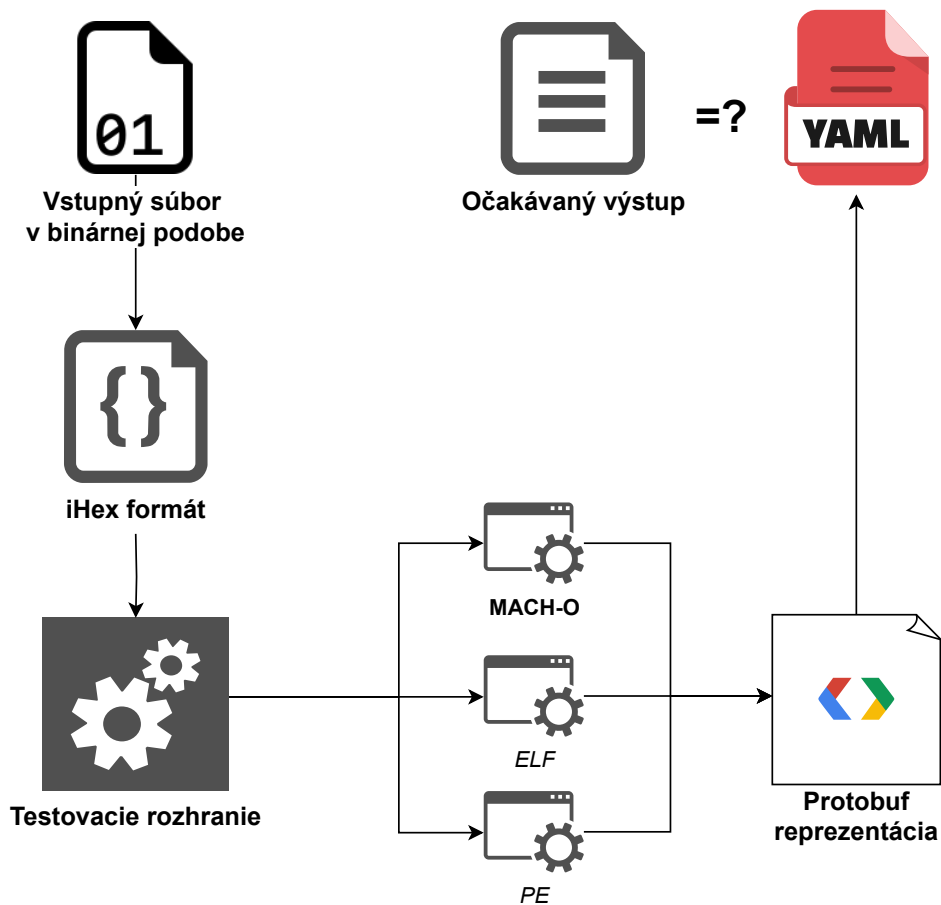 01
Vstupný súbor
v binárnej podobe
Očakávaný výstup
=?
YAML
{}
iHex formát
Testovacie rozhranie
MACH-O
ELF
PE
Protobuf
reprezentácia